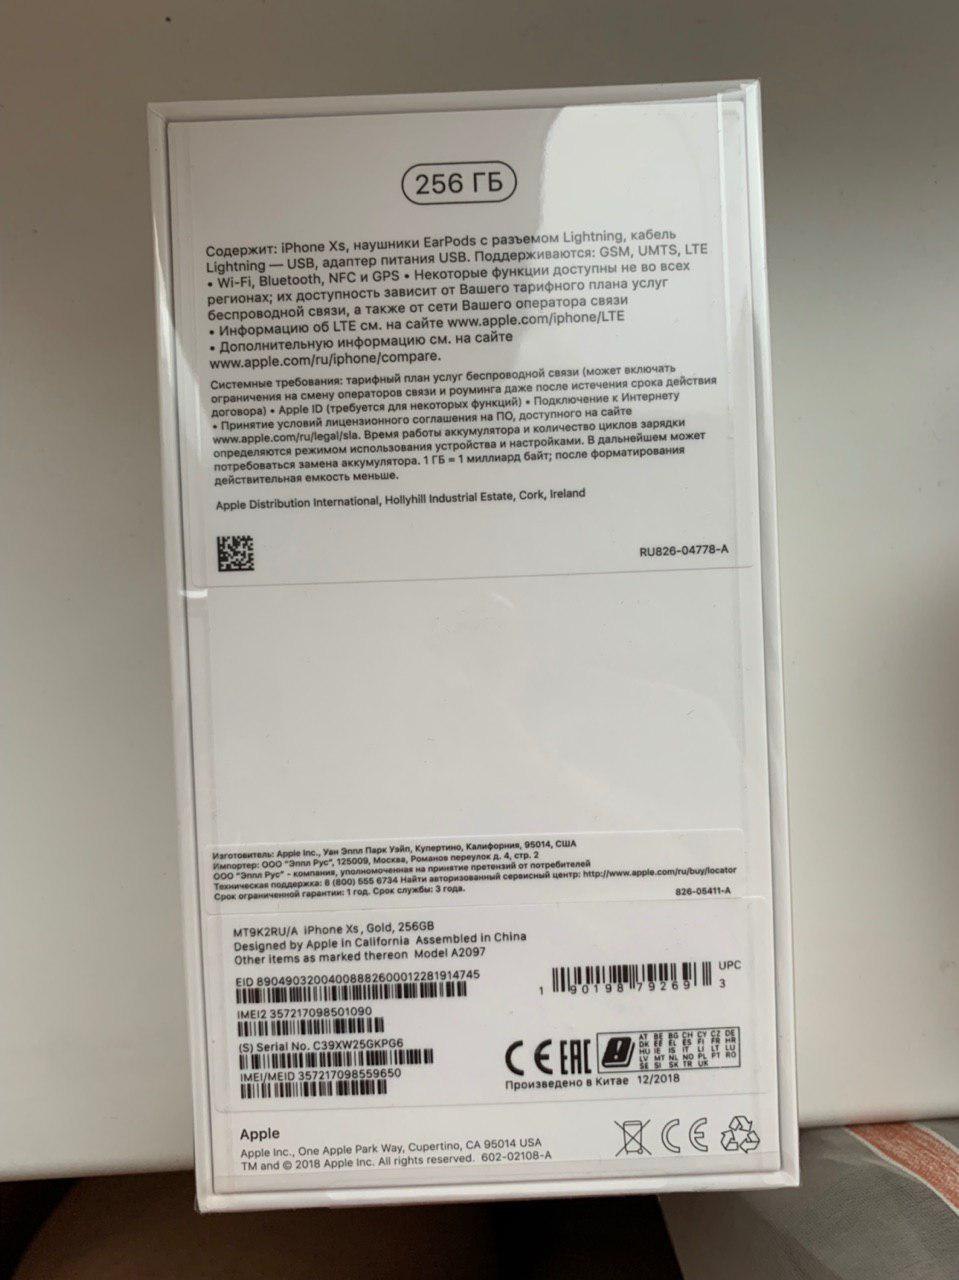 256 ГБ
Содержит: iPhone Xs, наушники EarPods с разъемом Lightning, кабель
Lightning — USB, адаптер питания USB. Поддерживаются: GSM, UMTS, LTE
• Wi-Fi, Bluetooth, NFC и GPS • Некоторые функции доступны не во всех
регионах; их доступность зависит от Вашего тарифного плана услуг
беспроводной связи, а также от сети Вашего оператора связи
• Информацию об LTE см. на сайте www.apple.com/iphone/LTE
• Дополнительную информацию см. на сайте
www.apple.com/ru/iphone/compare.
Системные требования: тарифный план услуг беспроводной связи (может включать
ограничения на смену операторов связи и роуминга даже после истечения срока действия
договора) • Apple ID (требуется для некоторых функций) • Подключение к Интернету
• Принятие условий лицензионного соглашения на ПО, доступного на сайте
www.apple.com/ru/legal/sla. Время работы аккумулятора и количество циклов зарядки
определяются режимом использования устройства и настройками. В дальнейшем может
потребоваться замена аккумулятора. 1 ГБ = 1 миллиард байт; после форматирования
действительная емкость меньше.
Apple Distribution International, Hollyhill Industrial Estate, Cork, Ireland
RU826-04778-A
Изготовитель: Apple Inc., Уан Эппл Парк Уэйп, Купертино, Калифорния, 95014, США
Импортер: ООО "Эппл Рус", 125009, Москва, Романов переулок д. 4, стр. 2
ООО "Эппл Рус" - компания, уполномоченная на принятие претензий от потребителей
Техническая поддержка: 8 (800) 555 6734 Найти авторизованный сервисный центр: http://www.apple.com/ru/buy/locator
Срок ограниченной гарантии: 1 год. Срок службы: 3 года.
826-05411-A
MT9K2RU/A iPhone Xs, Gold, 256GB
Designed by Apple in California Assembled in China
Other items as marked thereon Model A2097
EID 89049032004008882600012281914745
UPC
1 90198 79269 3
IMEI2 357217098501090
(S) Serial No. C39XW25GKPG6
IMEI/MEID 357217098559650
CE EAC
AT BE BG CH CY CZ DE
DK EE EL ES FI FR HR
HU IE IS IT LI LT LU
LV MT NL NO PL PT RO
SE SI SK TR UK
Произведено в Китае 12/2018
Apple
Apple Inc., One Apple Park Way, Cupertino, CA 95014 USA
TM and © 2018 Apple Inc. All rights reserved. 602-02108-A
CE